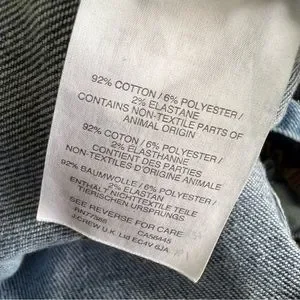 92% COTTON / 6% POLYESTER /
2% ELASTANE
CONTAINS NON-TEXTILE PARTS OF
ANIMAL ORIGIN
92% COTON / 6% POLYESTER /
2% ELASTHANNE
CONTIENT DES PARTIES
NON-TEXTILES D'ORIGINE ANIMALE
92% BAUMWOLLE / 6% POLYESTER /
2% ELASTAN
ENTHÄLT NICHTTEXTILE TEILE
TIERISCHEN URSPRUNGS
SEE REVERSE FOR CARE
RN77388 CA56445
J.CREW U.K. Ltd EC4V 6JA